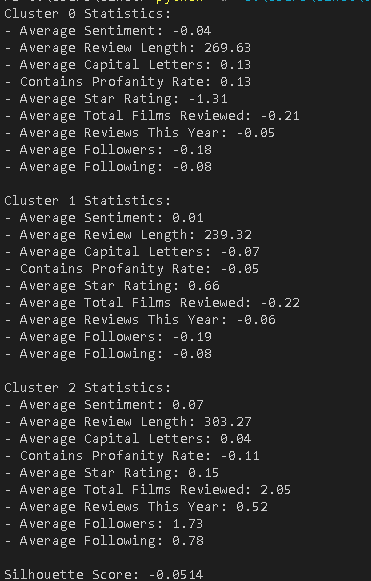 Cluster 0 Statistics:
- Average Sentiment: -0.04
- Average Review Length: 269.63
- Average Capital Letters: 0.13
- Contains Profanity Rate: 0.13
- Average Star Rating: -1.31
- Average Total Films Reviewed: -0.21
- Average Reviews This Year: -0.05
- Average Followers: -0.18
- Average Following: -0.08
Cluster 1 Statistics:
- Average Sentiment: 0.01
- Average Review Length: 239.32
- Average Capital Letters: -0.07
- Contains Profanity Rate: -0.05
- Average Star Rating: 0.66
- Average Total Films Reviewed: -0.22
- Average Reviews This Year: -0.06
- Average Followers: -0.19
- Average Following: -0.08
Cluster 2 Statistics:
- Average Sentiment: 0.07
- Average Review Length: 303.27
- Average Capital Letters: 0.04
- Contains Profanity Rate: -0.11
- Average Star Rating: 0.15
- Average Total Films Reviewed: 2.05
- Average Reviews This Year: 0.52
- Average Followers: 1.73
- Average Following: 0.78
Silhouette Score: -0.0514